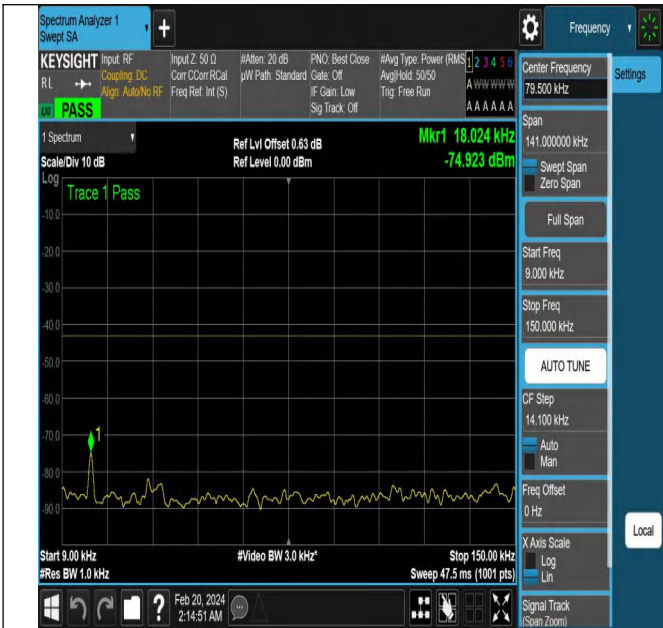 Spectrum Analyzer 1
Swept SA
+
Frequency
KEYSIGHT
RL
PASS
Input: RF
Coupling: DC
Align: Auto/No RF
Input Z: 50 Ω
Corr CCorr RCal
Freq Ref: Int (S)
#Atten: 20 dB
µW Path: Standard
PNO: Best Close
Gate: Off
IF Gain: Low
Sig Track: Off
#Avg Type: Power (RMS
Avg|Hold: 50/50
Trig: Free Run
1 2 3 4 5 6
A W W W W W
A A A A A A
1 Spectrum
Scale/Div 10 dB
Log
Ref Lvl Offset 0.63 dB
Ref Level 0.00 dBm
Mkr1 18.024 kHz
-74.923 dBm
Trace 1 Pass
-10.0
-20.0
-30.0
-40.0
-50.0
-60.0
-70.0
-80.0
-90.0
1
Start 9.00 kHz
#Res BW 1.0 kHz
#Video BW 3.0 kHz*
Stop 150.00 kHz
Sweep 47.5 ms (1001 pts)
?
Feb 20, 2024
2:14:51 AM
Center Frequency
79.500 kHz
Settings
Span
141.000000 kHz
Swept Span
Zero Span
Full Span
Start Freq
9.000 kHz
Stop Freq
150.000 kHz
AUTO TUNE
CF Step
14.100 kHz
Auto
Man
Freq Offset
0 Hz
X Axis Scale
Log
Lin
Local
Signal Track
(Span Zoom)